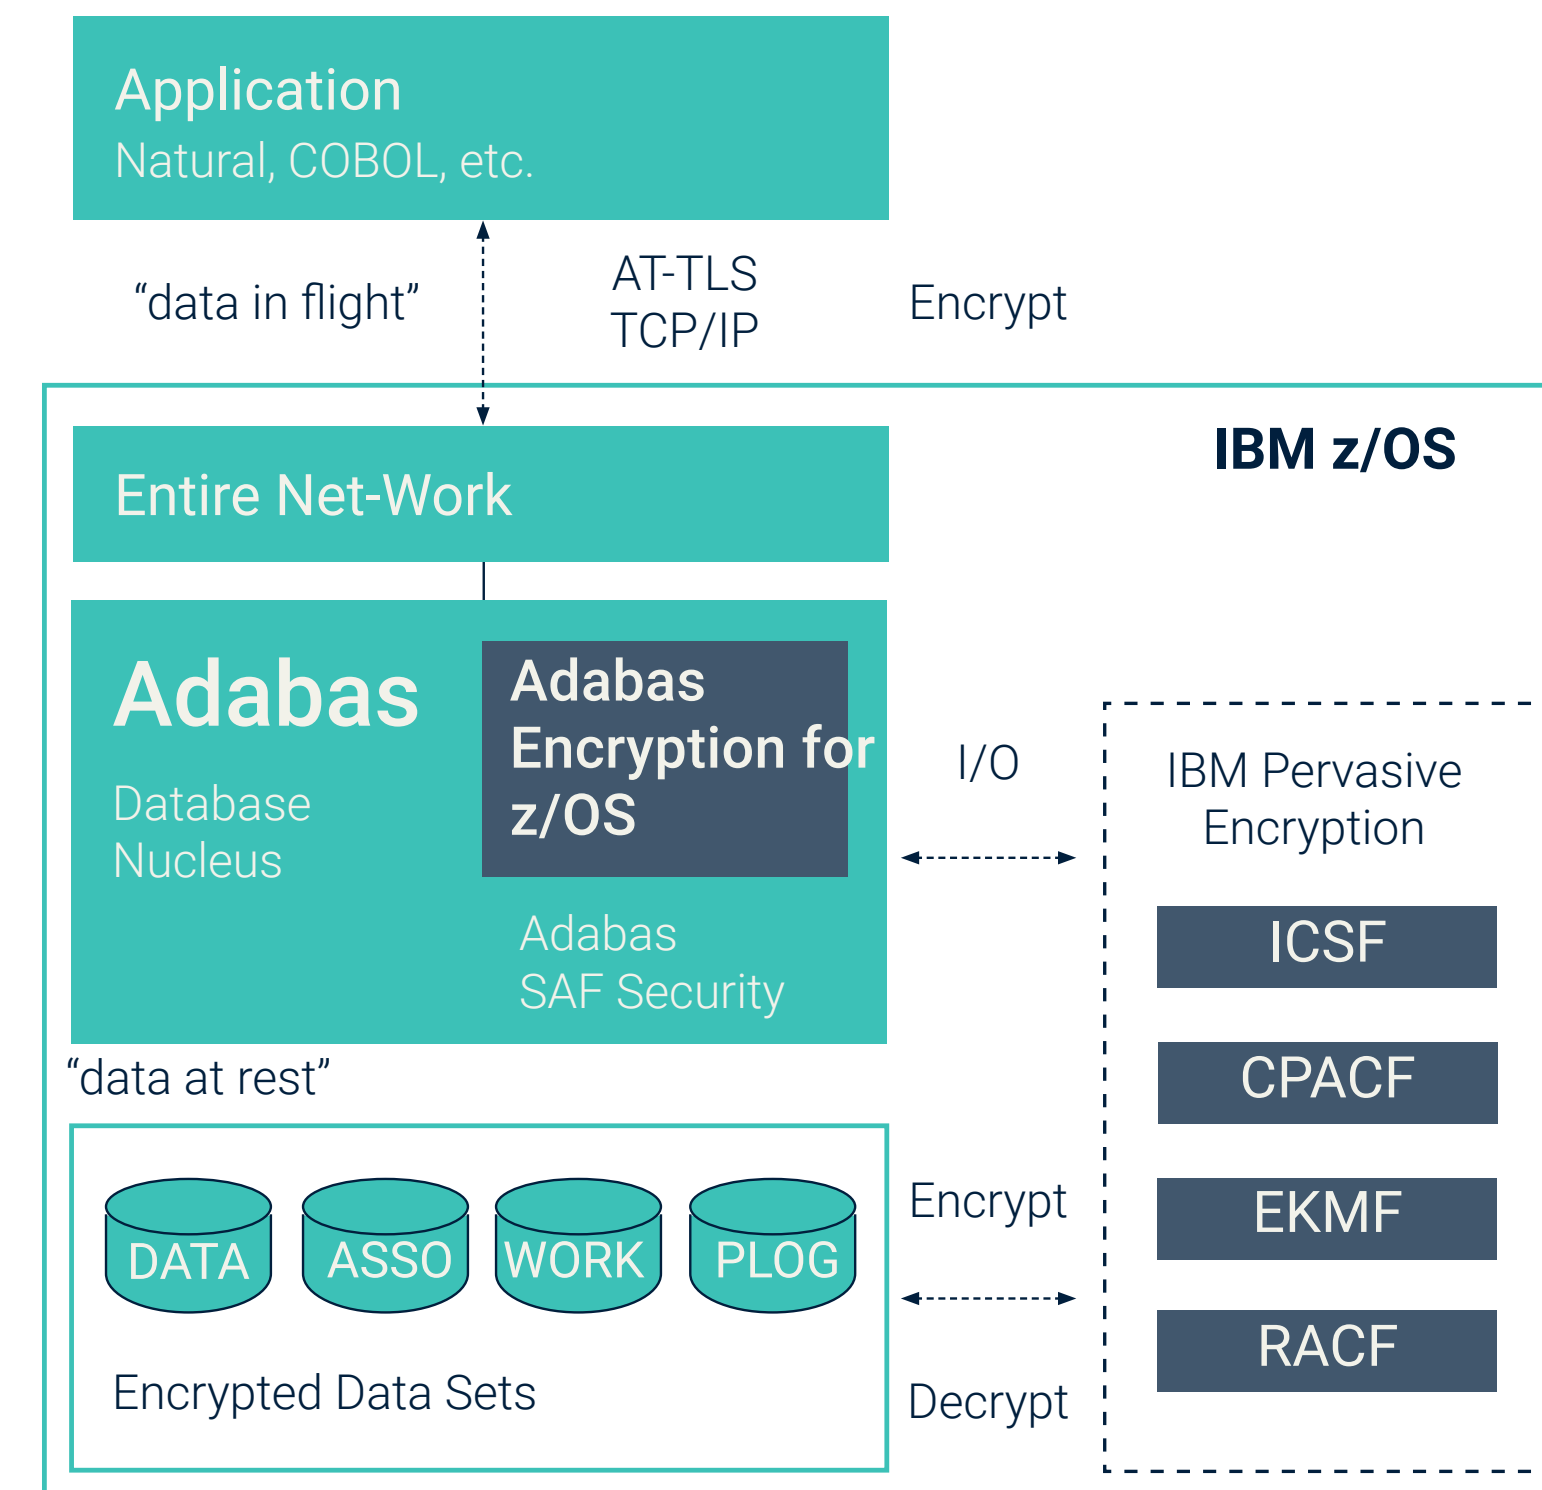 Application
Natural, COBOL, etc.
“data in flight”
AT-TLS
TCP/IP
Encrypt
IBM z/OS
Entire Net-Work
Adabas
Database
Nucleus
Adabas
Encryption for
z/OS
Adabas
SAF Security
I/O
IBM Pervasive
Encryption
ICSF
CPACF
EKMF
RACF
“data at rest”
DATA
ASSO
WORK
PLOG
Encrypted Data Sets
Encrypt
Decrypt